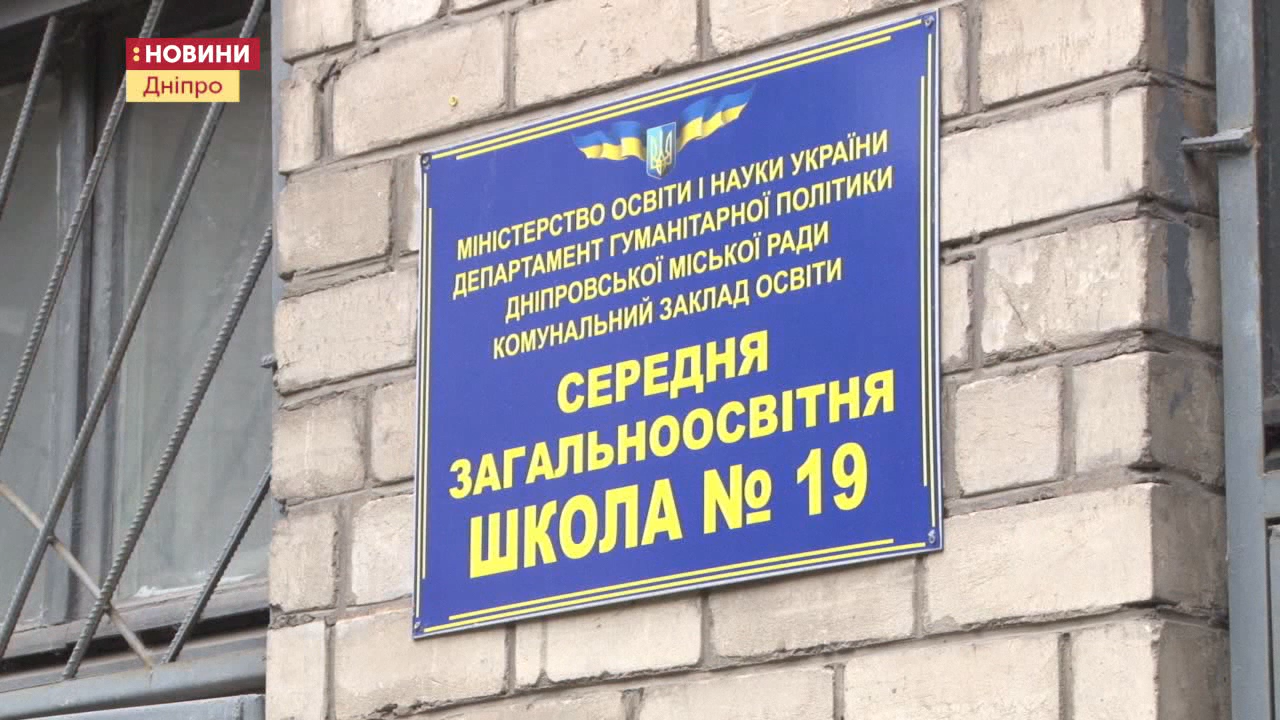 :НОВИНИ
Дніпро
МІНІСТЕРСТВО ОСВІТИ І НАУКИ УКРАЇНИ
ДЕПАРТАМЕНТ ГУМАНІТАРНОЇ ПОЛІТИКИ
ДНІПРОВСЬКОЇ МІСЬКОЇ РАДИ
КОМУНАЛЬНИЙ ЗАКЛАД ОСВІТИ
СЕРЕДНЯ
ЗАГАЛЬНООСВІТНЯ
ШКОЛА № 19